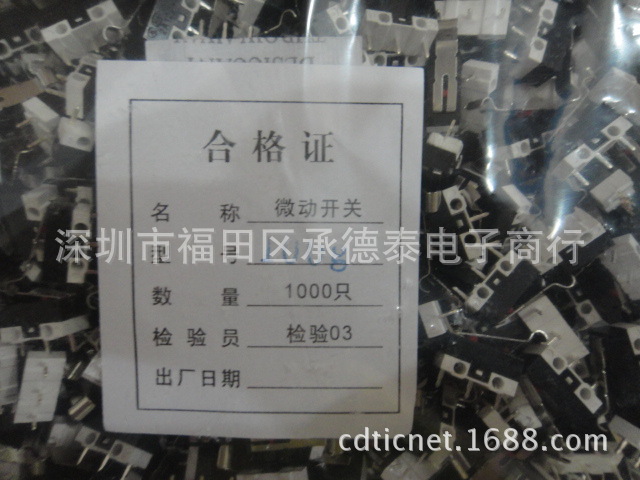 合格证
名称 微动开关
深圳市福田区承德泰电子商行
型号
数量 1000只
检验员 检验03
出厂日期
cdticnet.1688.com